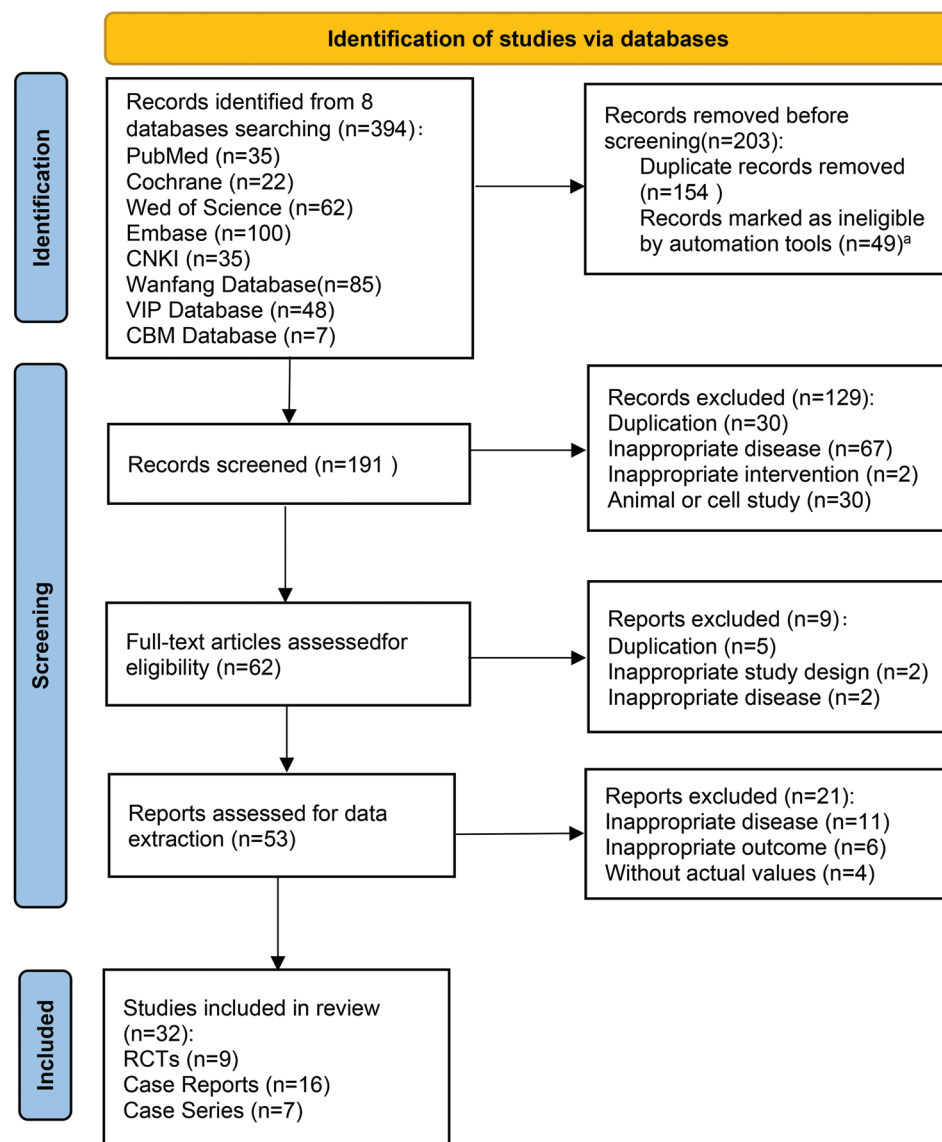 Identification of studies via databases
Identification
Records identified from 8
databases searching (n=394)：
PubMed (n=35)
Cochrane (n=22)
Wed of Science (n=62)
Embase (n=100)
CNKI (n=35)
Wanfang Database(n=85)
VIP Database (n=48)
CBM Database (n=7)
Records removed before
screening(n=203):
Duplicate records removed
(n=154 )
Records marked as ineligible
by automation tools (n=49)ᵃ
Screening
Records screened (n=191 )
Records excluded (n=129):
Duplication (n=30)
Inappropriate disease (n=67)
Inappropriate intervention (n=2)
Animal or cell study (n=30)
Full-text articles assessedfor
eligibility (n=62)
Reports excluded (n=9)：
Duplication (n=5)
Inappropriate study design (n=2)
Inappropriate disease (n=2)
Reports assessed for data
extraction (n=53)
Reports excluded (n=21):
Inappropriate disease (n=11)
Inappropriate outcome (n=6)
Without actual values (n=4)
Included
Studies included in review
(n=32):
RCTs (n=9)
Case Reports (n=16)
Case Series (n=7)